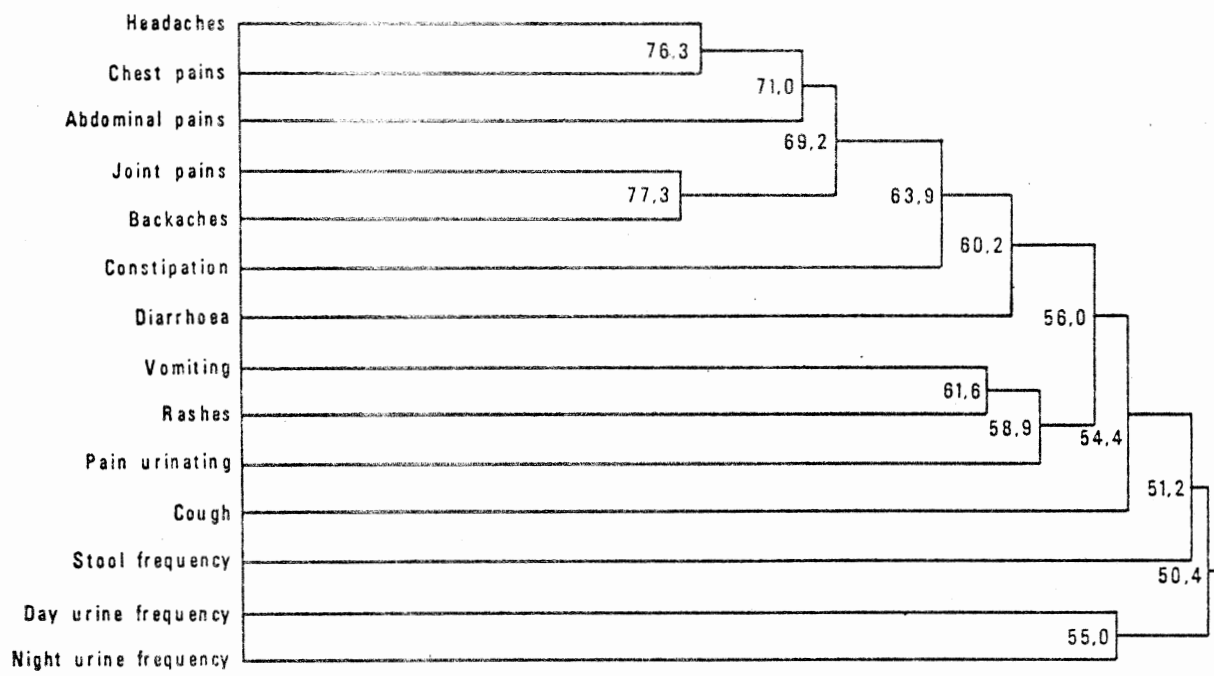 Headaches
76.3
Chest pains
71,0
Abdominal pains
69,2
Joint pains
77,3
63,9
Backaches
60,2
Constipation
Diarrhoea
56,0
Vomiting
61,6
Rashes
58,9
54,4
Pain urinating
51,2
Cough
Stool frequency
50,4
Day urine frequency
55,0
Night urine frequency